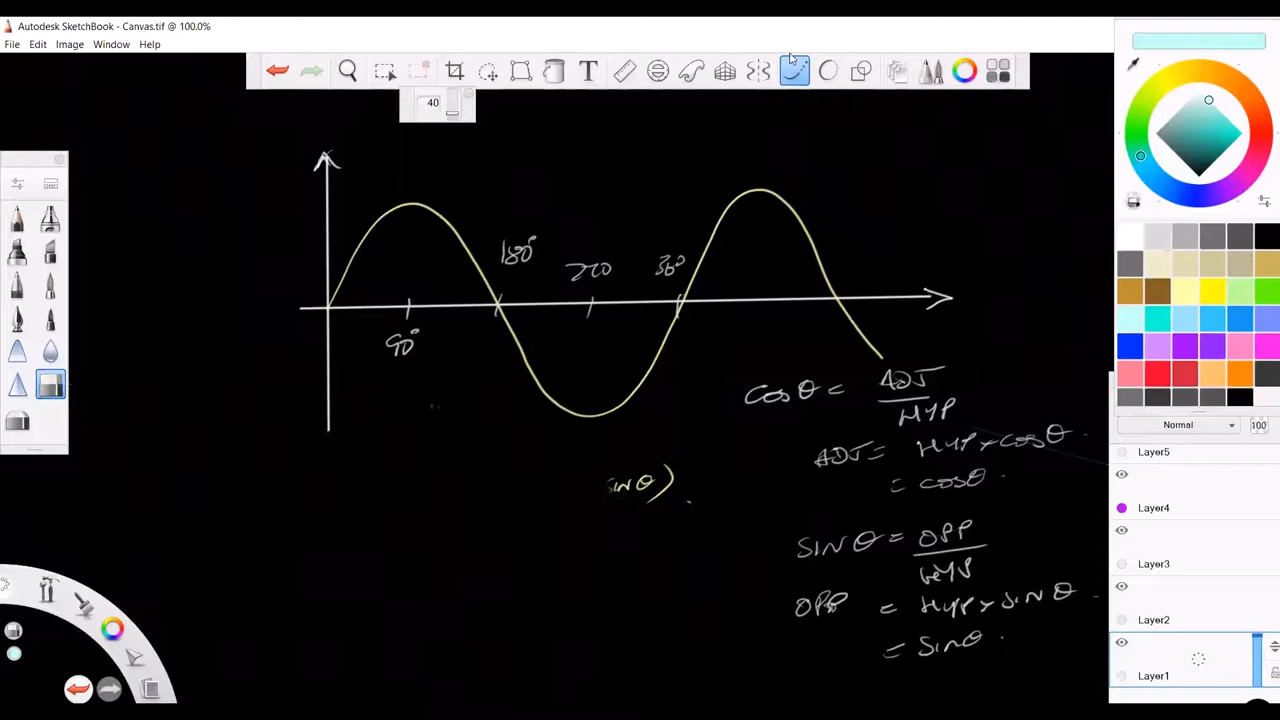 Autodesk SketchBook - Canvas.tif @ 100.0%
File Edit Image Window Help
T
40
180°
270
360
90°
cosθ = ADJ
HYP
ADJ = HYP x cosθ
= cosθ
sinθ)
SINθ = OPP
HYP
OPP = HYP x SINθ
= Sinθ
Normal 100
Layer5
Layer4
Layer3
Layer2
Layer1